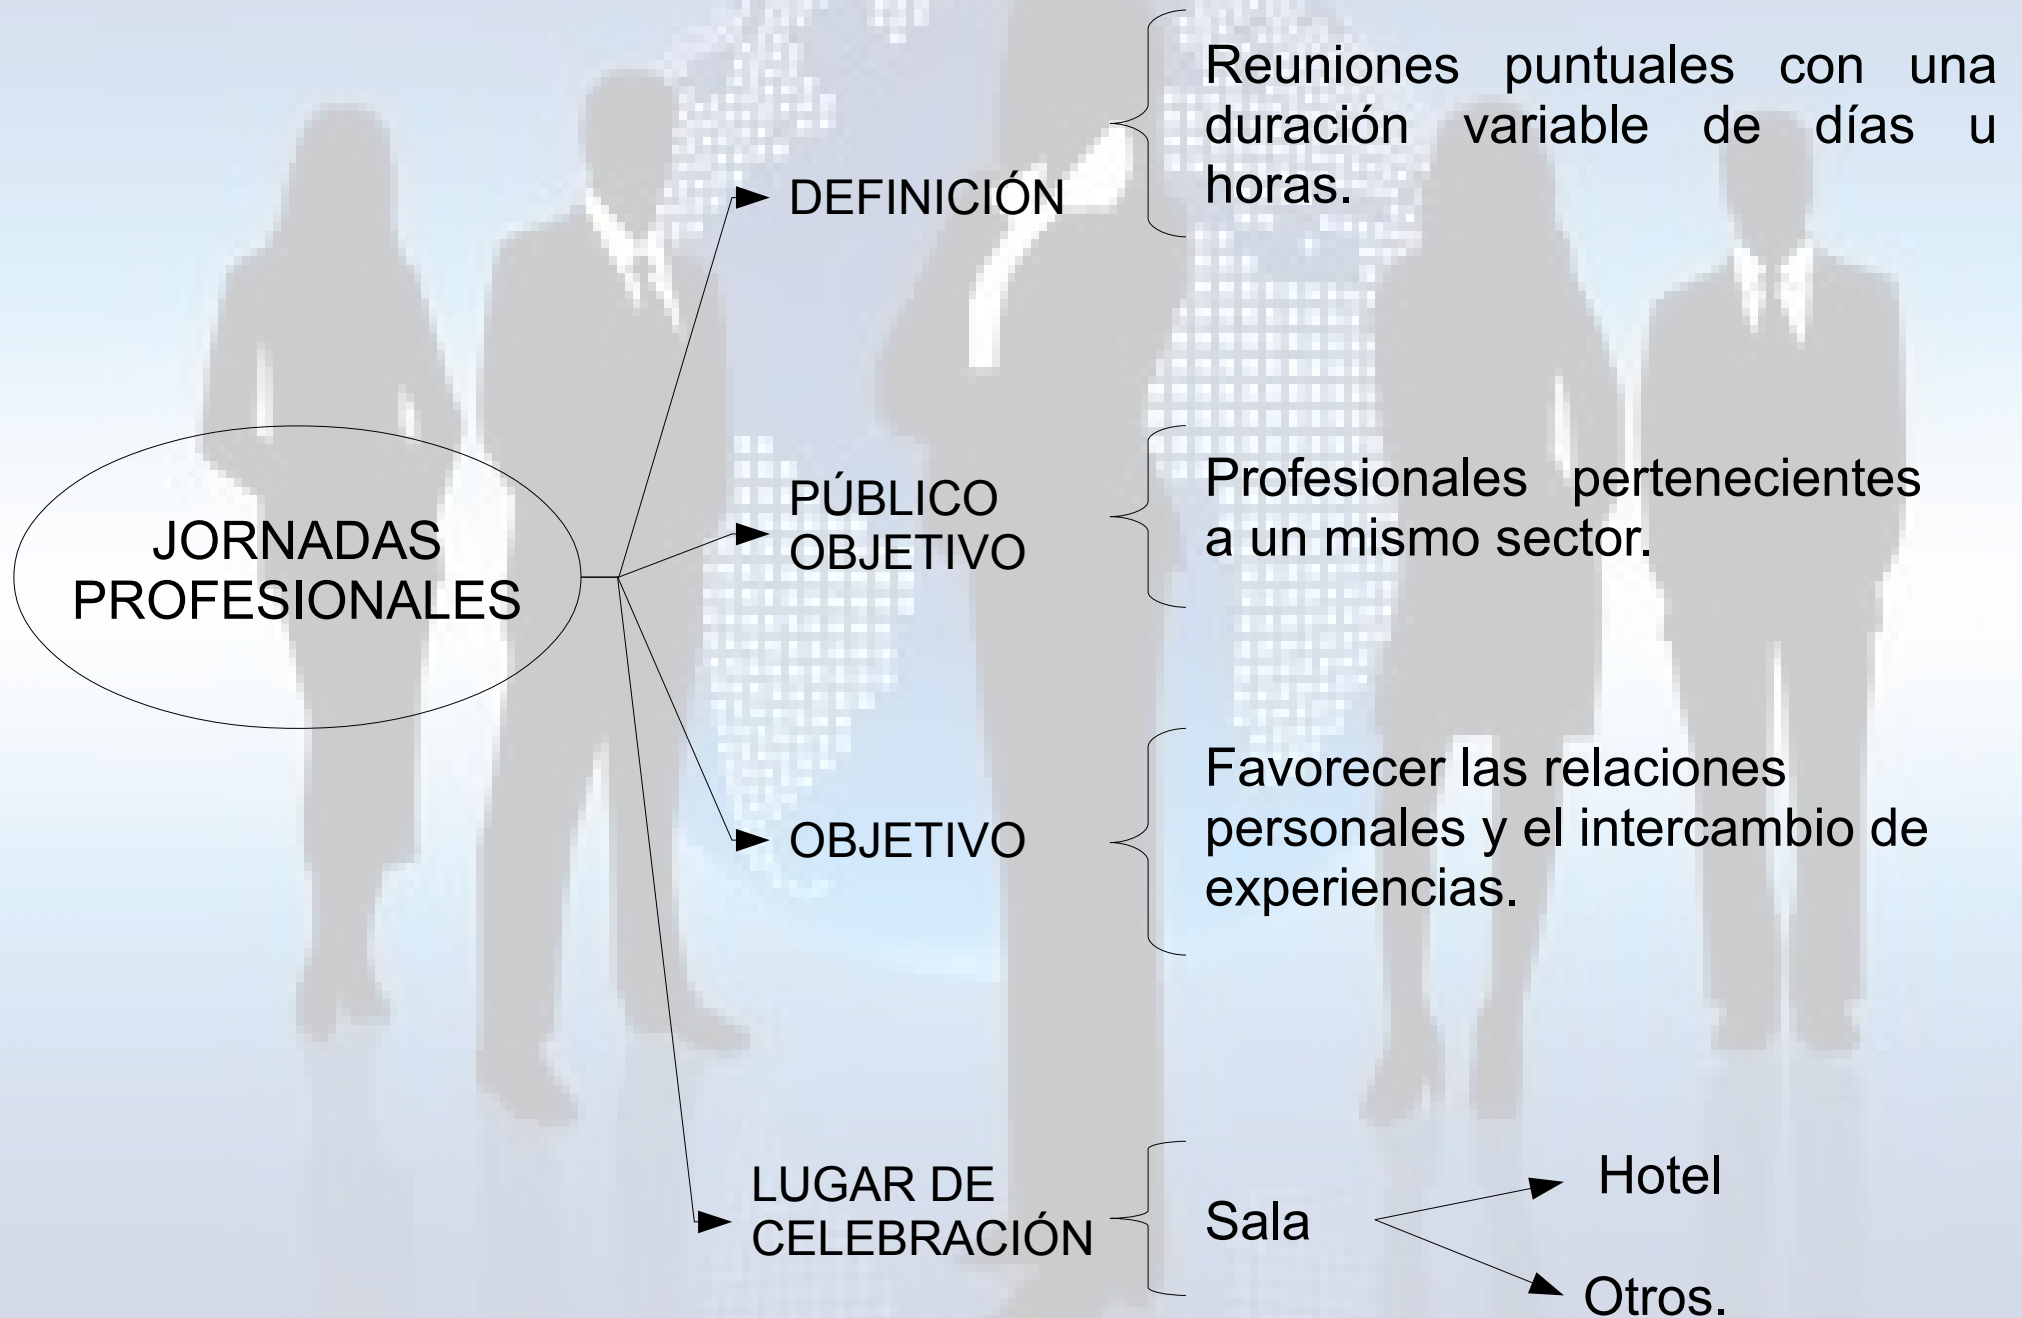 JORNADAS
PROFESIONALES
DEFINICIÓN
Reuniones puntuales con una
duración variable de días u
horas.
PÚBLICO
OBJETIVO
Profesionales pertenecientes
a un mismo sector.
OBJETIVO
Favorecer las relaciones
personales y el intercambio de
experiencias.
LUGAR DE
CELEBRACIÓN
Sala
Hotel
Otros.